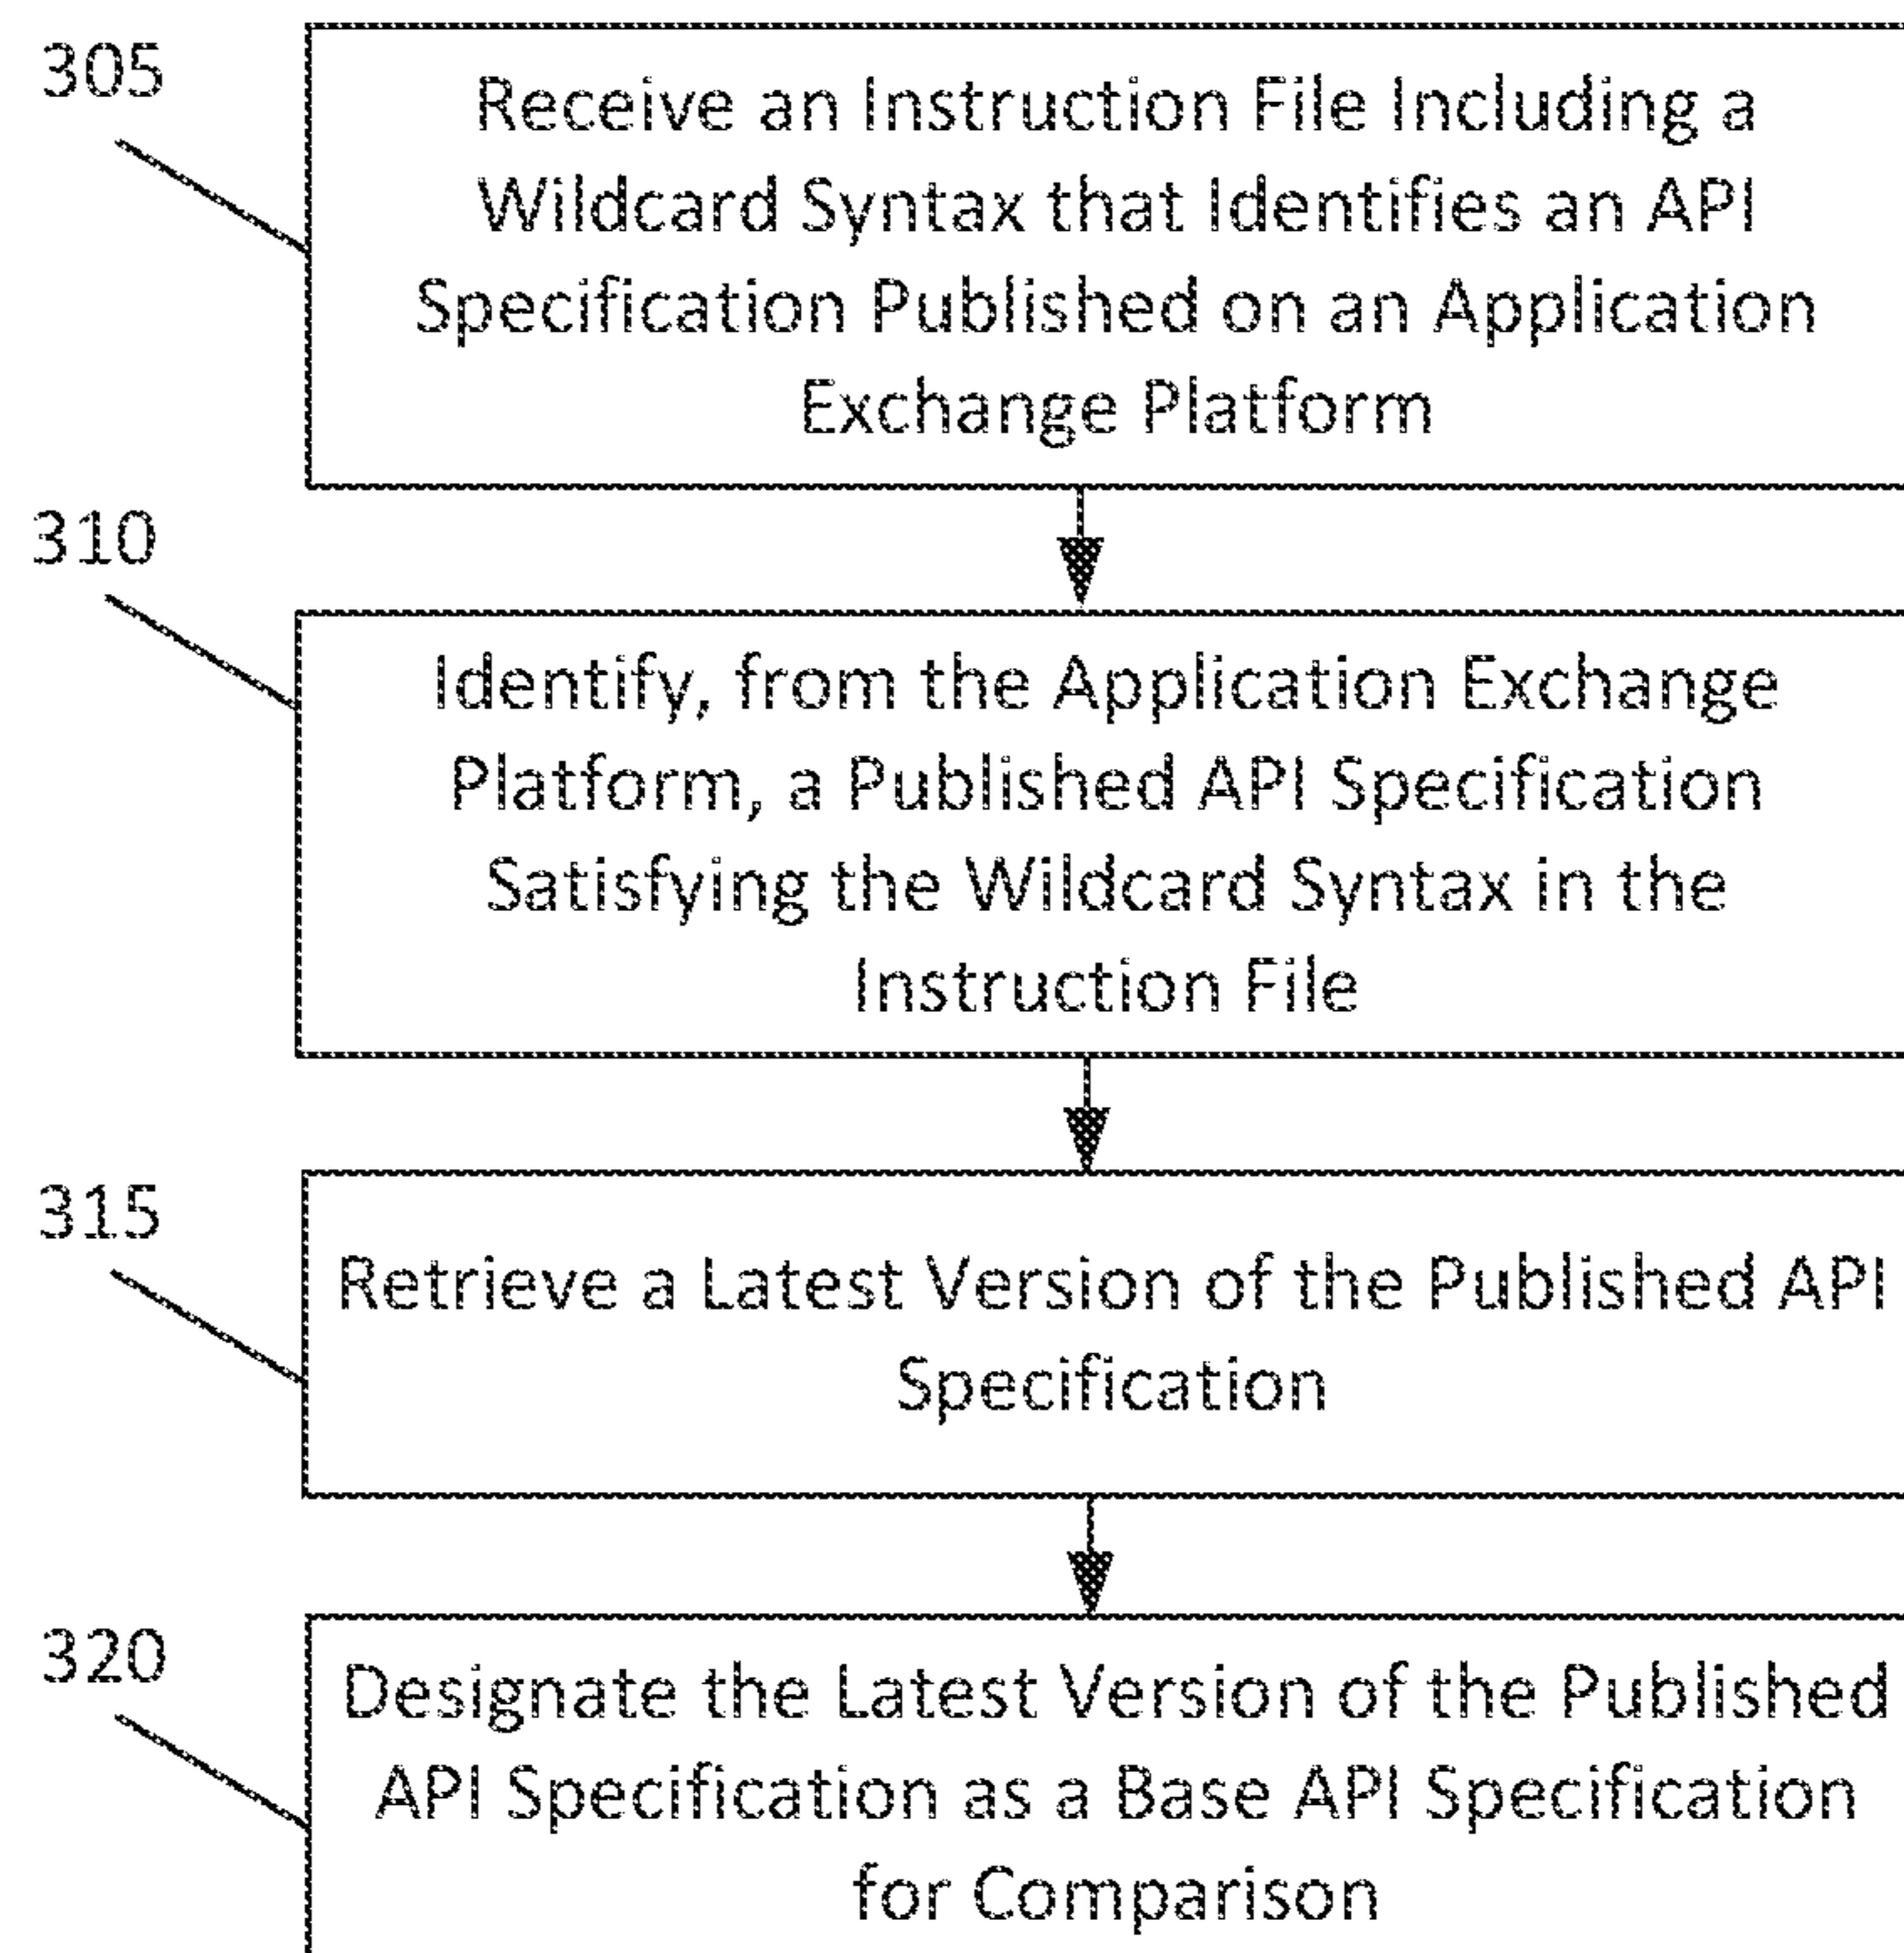 305
Receive an Instruction File Including a
Wildcard Syntax that Identifies an API
Specification Published on an Application
Exchange Platform
310
Identify, from the Application Exchange
Platform, a Published API Specification
Satisfying the Wildcard Syntax in the
Instruction File
315
Retrieve a Latest Version of the Published API
Specification
320
Designate the Latest Version of the Published
API Specification as a Base API Specification
for Comparison